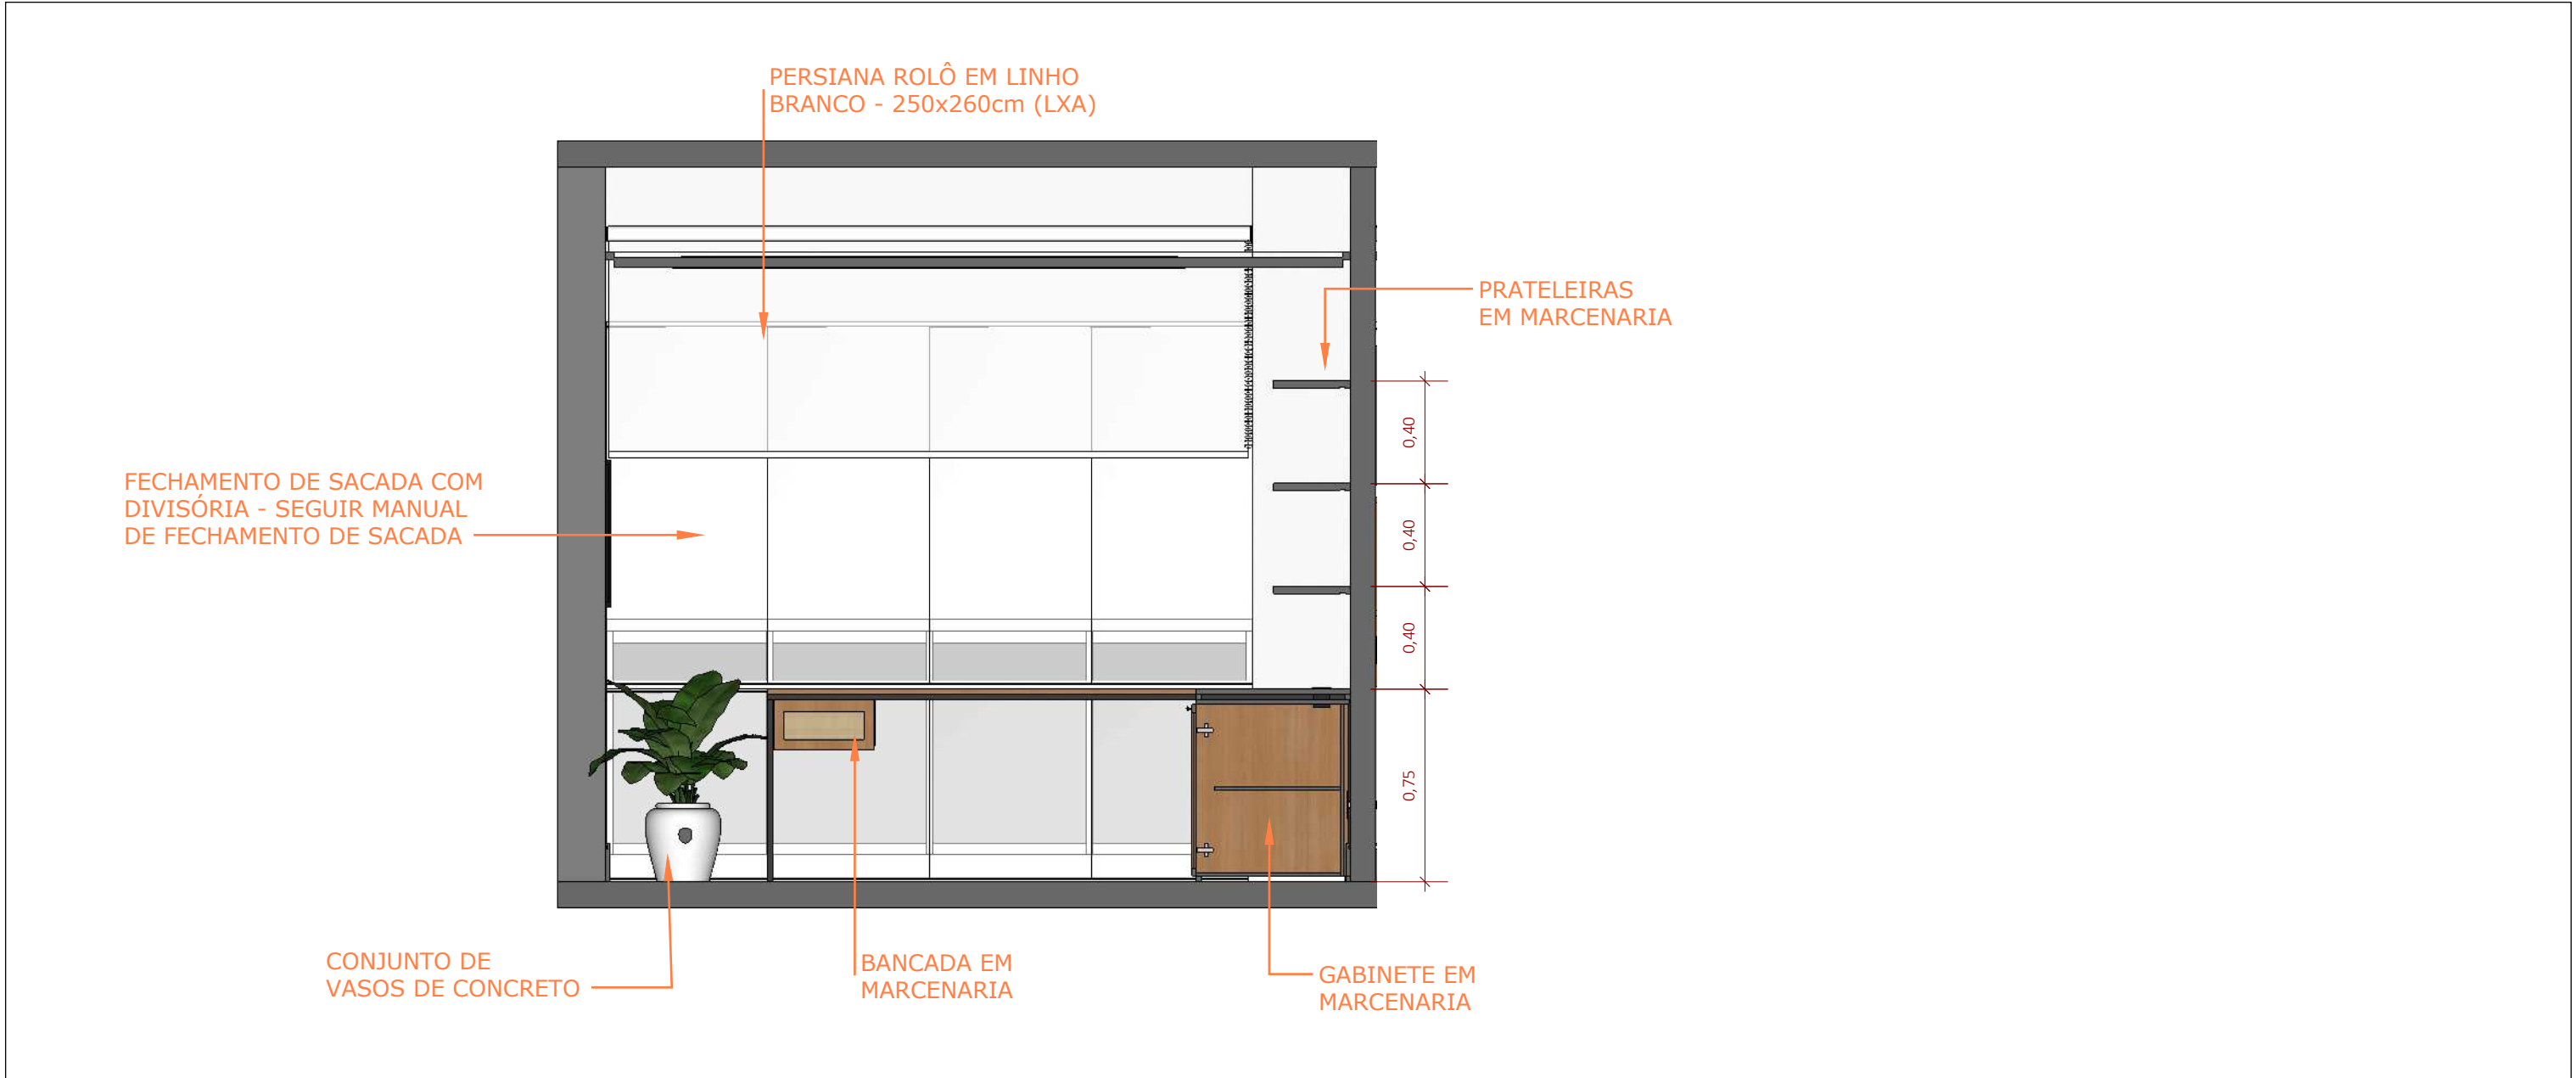 PERSIANA ROLÔ EM LINHO
BRANCO - 250x260cm (LXA)
PRATELEIRAS
EM MARCENARIA
0,40
FECHAMENTO DE SACADA COM
DIVISÓRIA - SEGUIR MANUAL
DE FECHAMENTO DE SACADA
0,40
0,40
0,75
CONJUNTO DE
VASOS DE CONCRETO
BANCADA EM
MARCENARIA
GABINETE EM
MARCENARIA